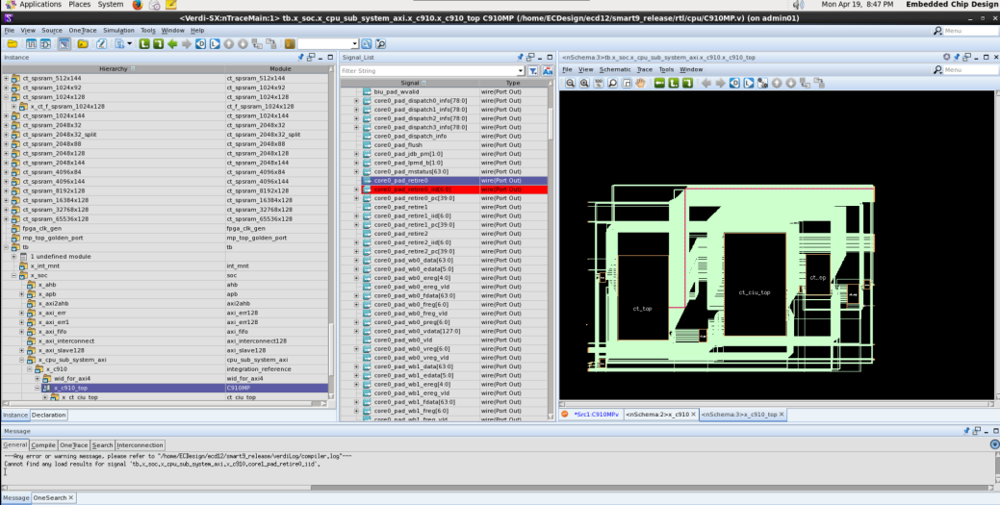 Applications Places System
Mon Apr 19, 8:47 PM Embedded Chip Design
<Verdi-SX:nTraceMain:1> tb.x_soc.x_cpu_sub_system_axi.x_c910.x_c910_top C910MP (/home/ECDesign/ecd12/smart9_release/rtl/cpu/C910MP.v) (on admin01)
File View Source OneTrace Simulation Tools Window Help
Menu
Instance
Hierarchy Module
ct_spsram_512x144 ct_spsram_512x144
ct_spsram_1024x92 ct_spsram_1024x92
ct_spsram_1024x128 ct_spsram_1024x128
x_ct_f_spsram_1024x128 ct_f_spsram_1024x128
ct_spsram_1024x144 ct_spsram_1024x144
ct_spsram_2048x32 ct_spsram_2048x32
ct_spsram_2048x32_split ct_spsram_2048x32_split
ct_spsram_2048x88 ct_spsram_2048x88
ct_spsram_2048x128 ct_spsram_2048x128
ct_spsram_2048x144 ct_spsram_2048x144
ct_spsram_4096x84 ct_spsram_4096x84
ct_spsram_4096x144 ct_spsram_4096x144
ct_spsram_8192x128 ct_spsram_8192x128
ct_spsram_16384x128 ct_spsram_16384x128
ct_spsram_32768x128 ct_spsram_32768x128
ct_spsram_65536x128 ct_spsram_65536x128
fpga_clk_gen fpga_clk_gen
mp_top_golden_port mp_top_golden_port
tb tb
1 undefined module
x_int_mnt int_mnt
x_soc soc
x_ahb ahb
x_apb apb
x_axi2ahb axi2ahb
x_axi_err axi_err128
x_axi_err1 axi_err128
x_axi_fifo axi_fifo
x_axi_interconnect axi_interconnect128
x_axi_slave128 axi_slave128
x_cpu_sub_system_axi cpu_sub_system_axi
x_c910 integration_reference
wid_for_axi4 wid_for_axi4
x_c910_top C910MP
x_ct_ciu_top ct_ciu_top
Instance Declaration
Signal_List
Filter String
Signal Type
biu_pad_wvalid wire(Port Out)
core0_pad_dispatch0_info[78:0] wire(Port Out)
core0_pad_dispatch1_info[78:0] wire(Port Out)
core0_pad_dispatch2_info[78:0] wire(Port Out)
core0_pad_dispatch3_info[78:0] wire(Port Out)
core0_pad_dispatch_info wire(Port Out)
core0_pad_flush wire(Port Out)
core0_pad_jdb_pm[1:0] wire(Port Out)
core0_pad_lpmd_b[1:0] wire(Port Out)
core0_pad_mstatus[63:0] wire(Port Out)
core0_pad_retire0 wire(Port Out)
core0_pad_retire0_iid[6:0] wire(Port Out)
core0_pad_retire0_pc[39:0] wire(Port Out)
core0_pad_retire1 wire(Port Out)
core0_pad_retire1_iid[6:0] wire(Port Out)
core0_pad_retire1_pc[39:0] wire(Port Out)
core0_pad_retire2 wire(Port Out)
core0_pad_retire2_iid[6:0] wire(Port Out)
core0_pad_retire2_pc[39:0] wire(Port Out)
core0_pad_wb0_data[63:0] wire(Port Out)
core0_pad_wb0_edata[5:0] wire(Port Out)
core0_pad_wb0_ereg[4:0] wire(Port Out)
core0_pad_wb0_ereg_vld wire(Port Out)
core0_pad_wb0_fdata[63:0] wire(Port Out)
core0_pad_wb0_freg[6:0] wire(Port Out)
core0_pad_wb0_freg_vld wire(Port Out)
core0_pad_wb0_preg[6:0] wire(Port Out)
core0_pad_wb0_vdata[127:0] wire(Port Out)
core0_pad_wb0_vld wire(Port Out)
core0_pad_wb0_vreg[6:0] wire(Port Out)
core0_pad_wb0_vreg_vld wire(Port Out)
core0_pad_wb1_data[63:0] wire(Port Out)
core0_pad_wb1_edata[5:0] wire(Port Out)
core0_pad_wb1_ereg[4:0] wire(Port Out)
core0_pad_wb1_ereg_vld wire(Port Out)
core0_pad_wb1_fdata[63:0] wire(Port Out)
core0_pad_wb1_freg[6:0] wire(Port Out)
core0_pad_wb1_freg_vld wire(Port Out)
<nSchema:3>tb.x_soc.x_cpu_sub_system_axi.x_c910.x_c910_top
File View Schematic Trace Tools Window
Menu
ct_top
ct_ciu_top
*Src1:C910MP.v <nSchema:2>x_c910 <nSchema:3>x_c910_top
Message
General Compile OneTrace Search Interconnection
---Any error or warning message, please refer to "/home/ECDesign/ecd12/smart9_release/verdiLog/compiler.log"---
Cannot find any load results for signal 'tb.x_soc.x_cpu_sub_system_axi.x_c910.core1_pad_retire0_iid'.
Message OneSearch